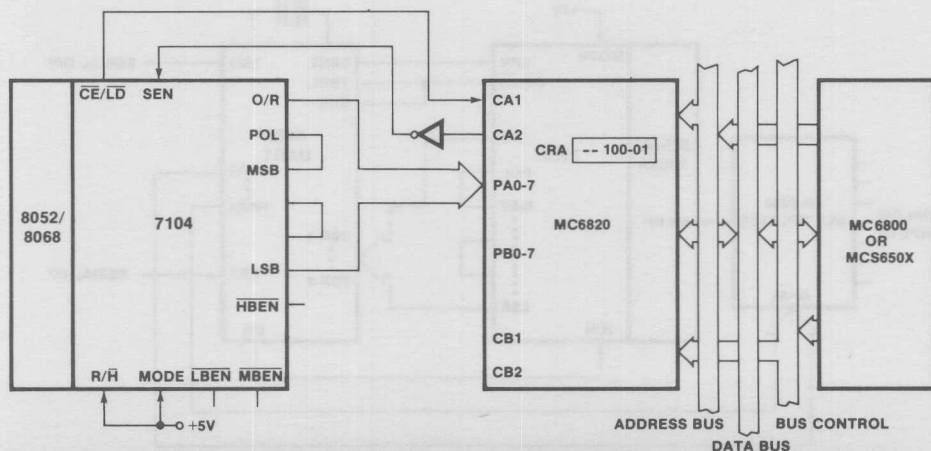 CE/LD SEN
O/R
POL
MSB
8052/
8068
7104
LSB
HBEN
R/H MODE LBEN MBEN
+5V
CA1
CA2
CRA -- 100-01
PA0-7
MC6820
PB0-7
CB1
CB2
MC6800
OR
MCS650X
ADDRESS BUS
DATA BUS
BUS CONTROL